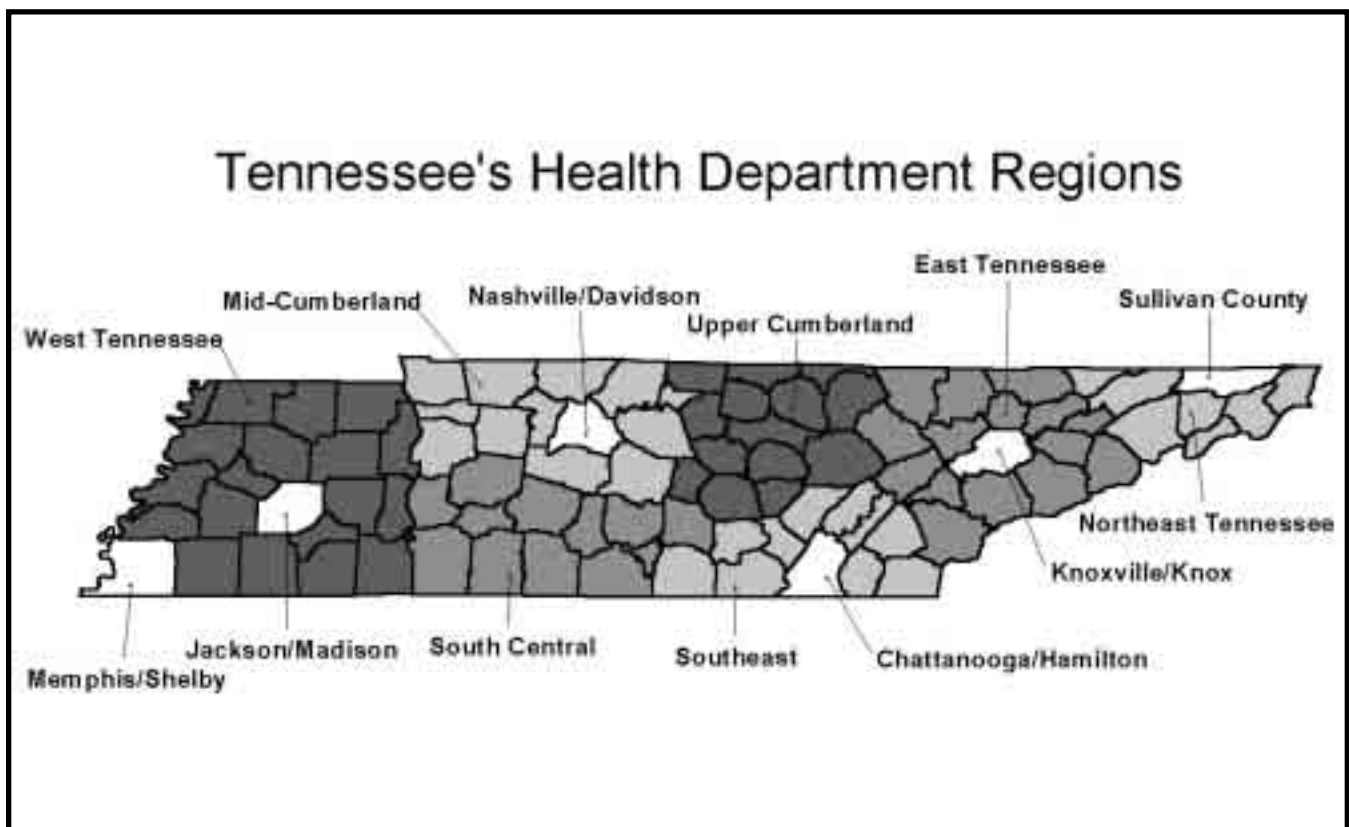 Tennessee's Health Department Regions
East Tennessee
Mid-Cumberland
Nashville/Davidson
Sullivan County
Upper Cumberland
West Tennessee
Northeast Tennessee
Knoxville/Knox
Jackson/Madison
South Central
Southeast
Chattanooga/Hamilton
Memphis/Shelby